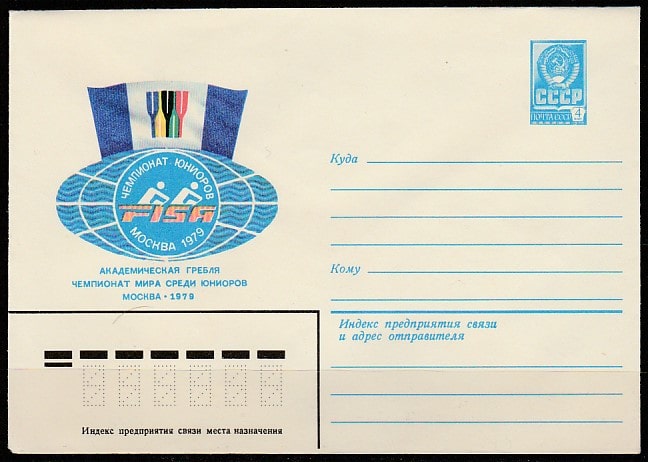 СССР
ПОЧТА СССР 4
ЧЕМПИОНАТ ЮНИОРОВ
FISA
МОСКВА 1979
АКАДЕМИЧЕСКАЯ ГРЕБЛЯ
ЧЕМПИОНАТ МИРА СРЕДИ ЮНИОРОВ
МОСКВА • 1979
Куда
Кому
Индекс предприятия связи
и адрес отправителя
Индекс предприятия связи места назначения